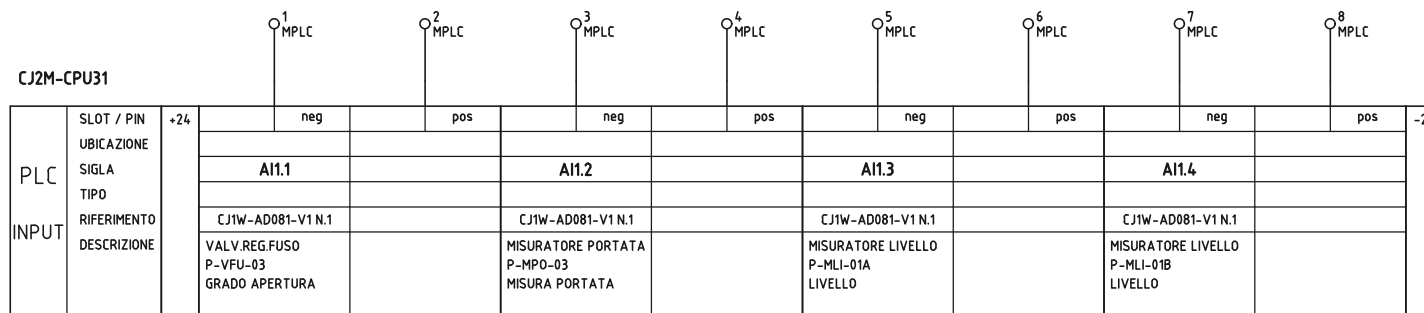 1 2 3 4 5 6 7 8
MPLC MPLC MPLC MPLC MPLC MPLC MPLC MPLC
CJ2M-CPU31
SLOT / PIN +24 neg pos neg pos neg pos neg pos -2
UBICAZIONE
PLC SIGLA AI1.1 AI1.2 AI1.3 AI1.4
TIPO
INPUT RIFERIMENTO CJ1W-AD081-V1 N.1 CJ1W-AD081-V1 N.1 CJ1W-AD081-V1 N.1 CJ1W-AD081-V1 N.1
DESCRIZIONE VALV.REG.FUSO MISURATORE PORTATA MISURATORE LIVELLO MISURATORE LIVELLO
P-VFU-03 P-MPO-03 P-MLI-01A P-MLI-01B
GRADO APERTURA MISURA PORTATA LIVELLO LIVELLO